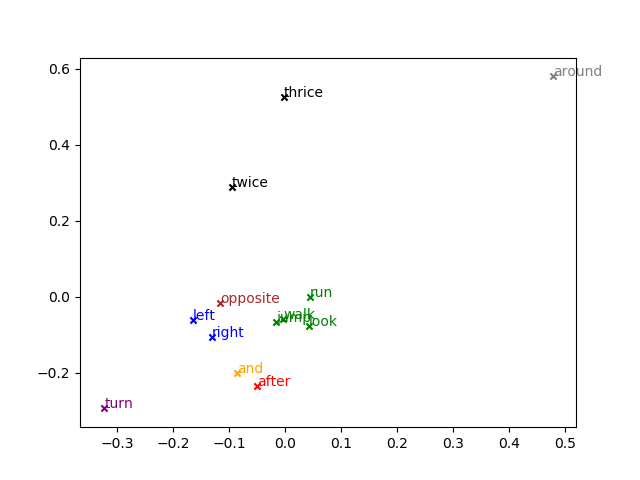 0.6
around
thrice
0.4
twice
0.2
0.0
opposite
run
left
walk
jump
look
right
−0.2
and
after
turn
−0.3
−0.2
−0.1
0.0
0.1
0.2
0.3
0.4
0.5